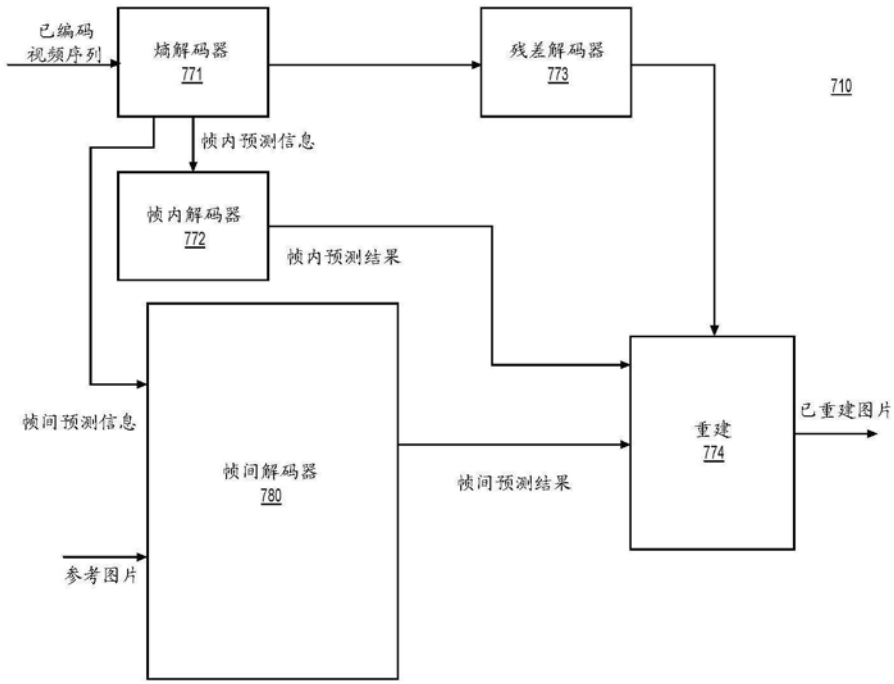 已编码
视频序列
熵解码器
771
残差解码器
773
710
帧内预测信息
帧内解码器
772
帧内预测结果
帧间预测信息
帧间解码器
780
帧间预测结果
重建
774
已重建图片
参考图片